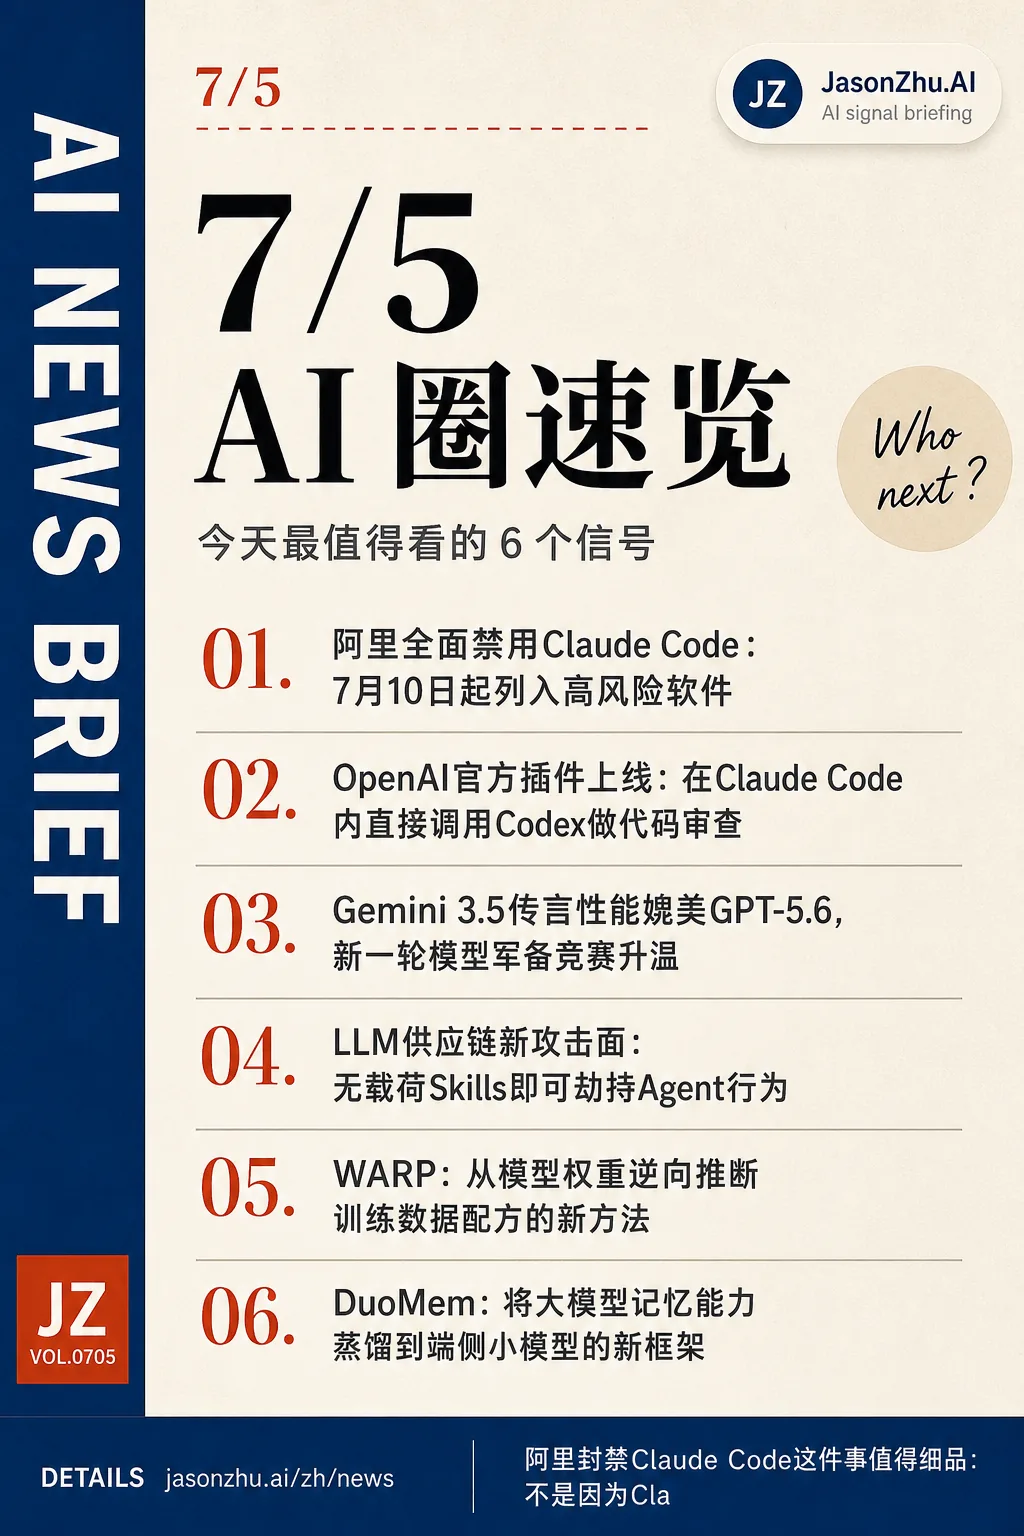 AI NEWS BRIEF
7/5
JZ
JasonZhu.AI
AI signal briefing
7/5
AI 圈速览
Who
next?
今天最值得看的 6 个信号
01.
阿里全面禁用Claude Code：
7月10日起列入高风险软件
02.
OpenAI官方插件上线：在Claude Code
内直接调用Codex做代码审查
03.
Gemini 3.5传言性能媲美GPT-5.6，
新一轮模型军备竞赛升温
04.
LLM供应链新攻击面：
无载荷Skills即可劫持Agent行为
05.
WARP：从模型权重逆向推断
训练数据配方的新方法
06.
DuoMem：将大模型记忆能力
蒸馏到端侧小模型的新框架
JZ
VOL.0705
DETAILS jasonzhu.ai/zh/news
阿里封禁Claude Code这件事值得细品：
不是因为Cla